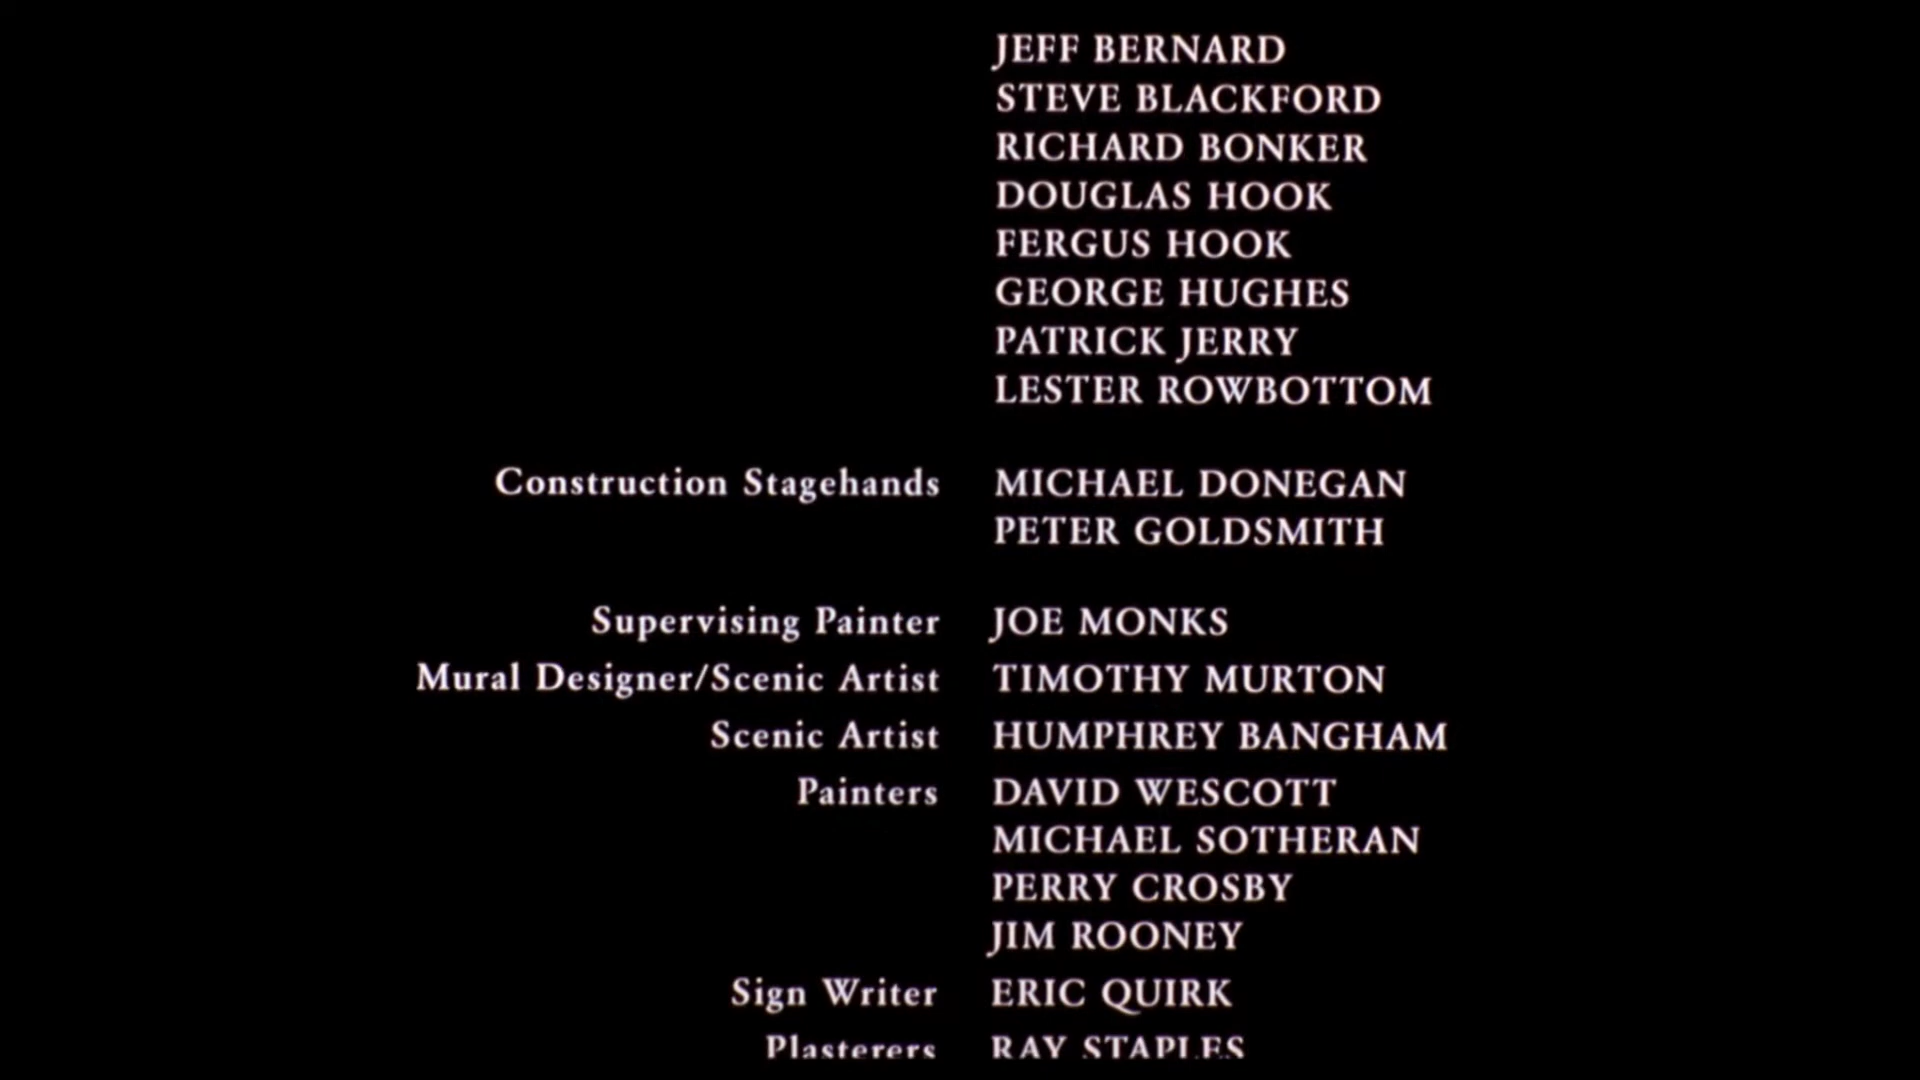 JEFF BERNARD
STEVE BLACKFORD
RICHARD BONKER
DOUGLAS HOOK
FERGUS HOOK
GEORGE HUGHES
PATRICK JERRY
LESTER ROWBOTTOM
Construction Stagehands MICHAEL DONEGAN
PETER GOLDSMITH
Supervising Painter JOE MONKS
Mural Designer/Scenic Artist TIMOTHY MURTON
Scenic Artist HUMPHREY BANGHAM
Painters DAVID WESCOTT
MICHAEL SOTHERAN
PERRY CROSBY
JIM ROONEY
Sign Writer ERIC QUIRK
Plasterers RAY STAPLES